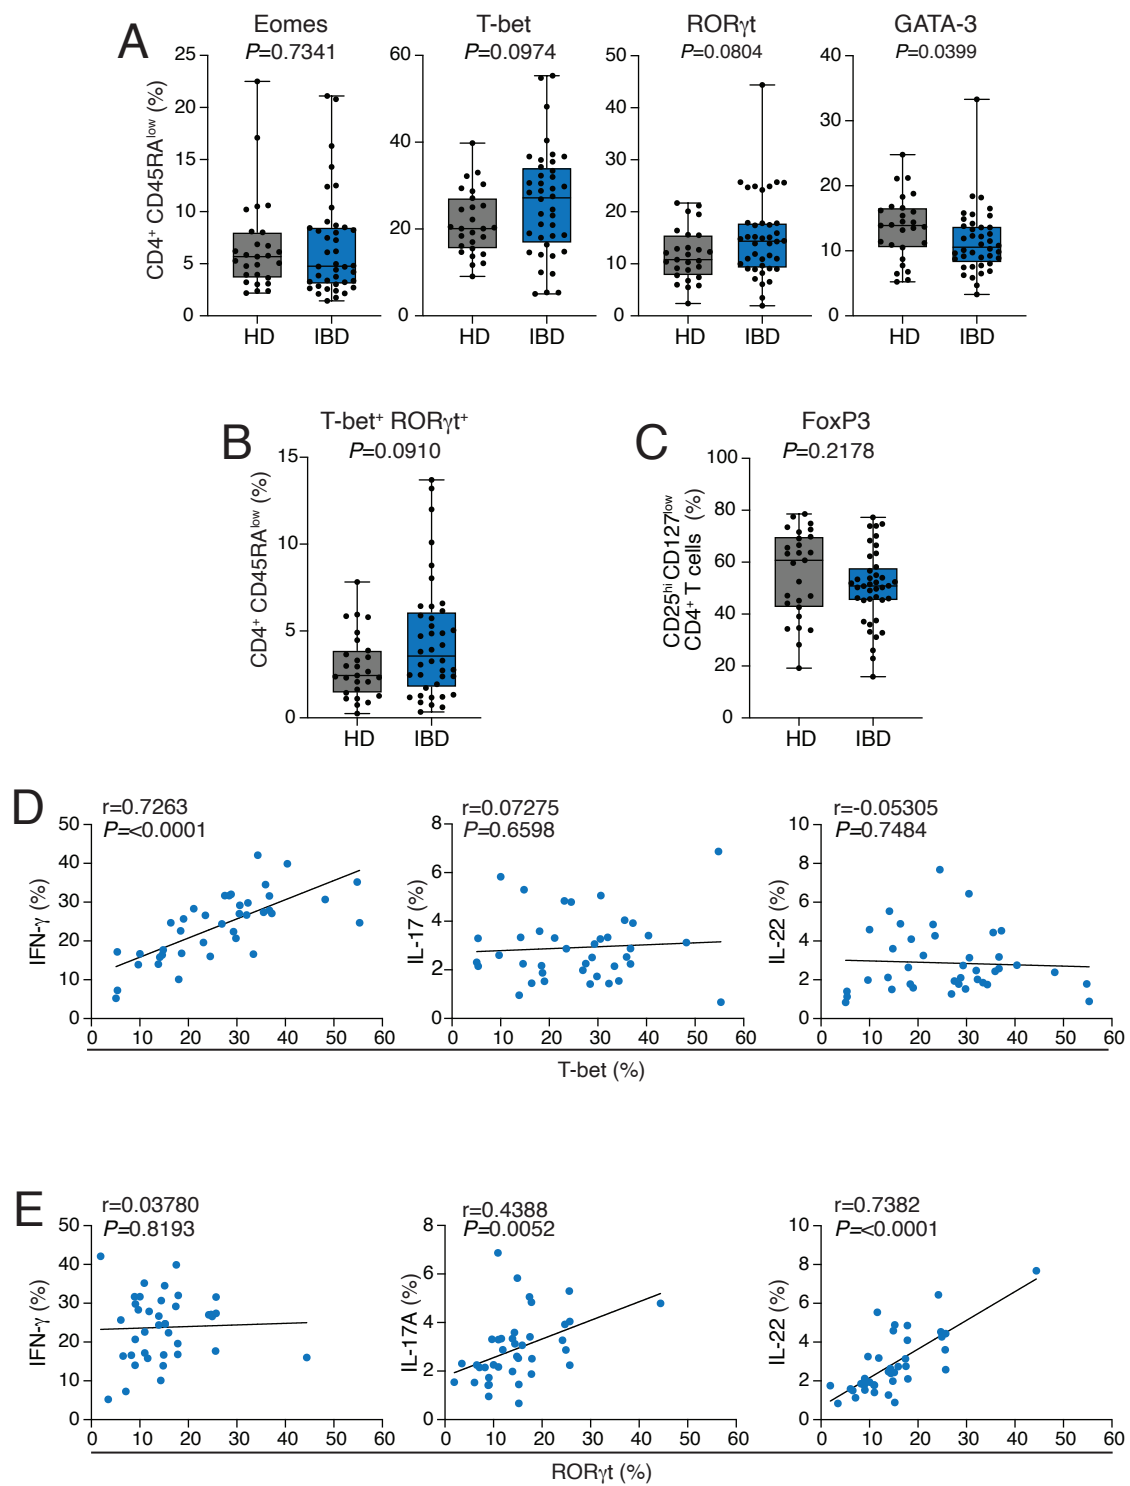 A
Eomes
P=0.7341
CD4+ CD45RAlow (%)
25
20
15
10
5
0
HD
IBD
T-bet
P=0.0974
60
40
20
0
HD
IBD
RORγt
P=0.0804
50
40
30
20
10
0
HD
IBD
GATA-3
P=0.0399
40
30
20
10
0
HD
IBD
B
T-bet+ RORγt+
P=0.0910
CD4+ CD45RAlow (%)
15
10
5
0
HD
IBD
C
FoxP3
P=0.2178
CD25hi CD127low
CD4+ T cells (%)
100
80
60
40
20
0
HD
IBD
D
r=0.7263
P=<0.0001
IFN-γ (%)
50
40
30
20
10
0
0 10 20 30 40 50 60
r=0.07275
P=0.6598
IL-17 (%)
8
6
4
2
0
0 10 20 30 40 50 60
r=-0.05305
P=0.7484
IL-22 (%)
10
8
6
4
2
0
0 10 20 30 40 50 60
T-bet (%)
E
r=0.03780
P=0.8193
IFN-γ (%)
50
40
30
20
10
0
0 10 20 30 40 50 60
r=0.4388
P=0.0052
IL-17A (%)
8
6
4
2
0
0 10 20 30 40 50 60
r=0.7382
P=<0.0001
IL-22 (%)
10
8
6
4
2
0
0 10 20 30 40 50 60
RORγt (%)